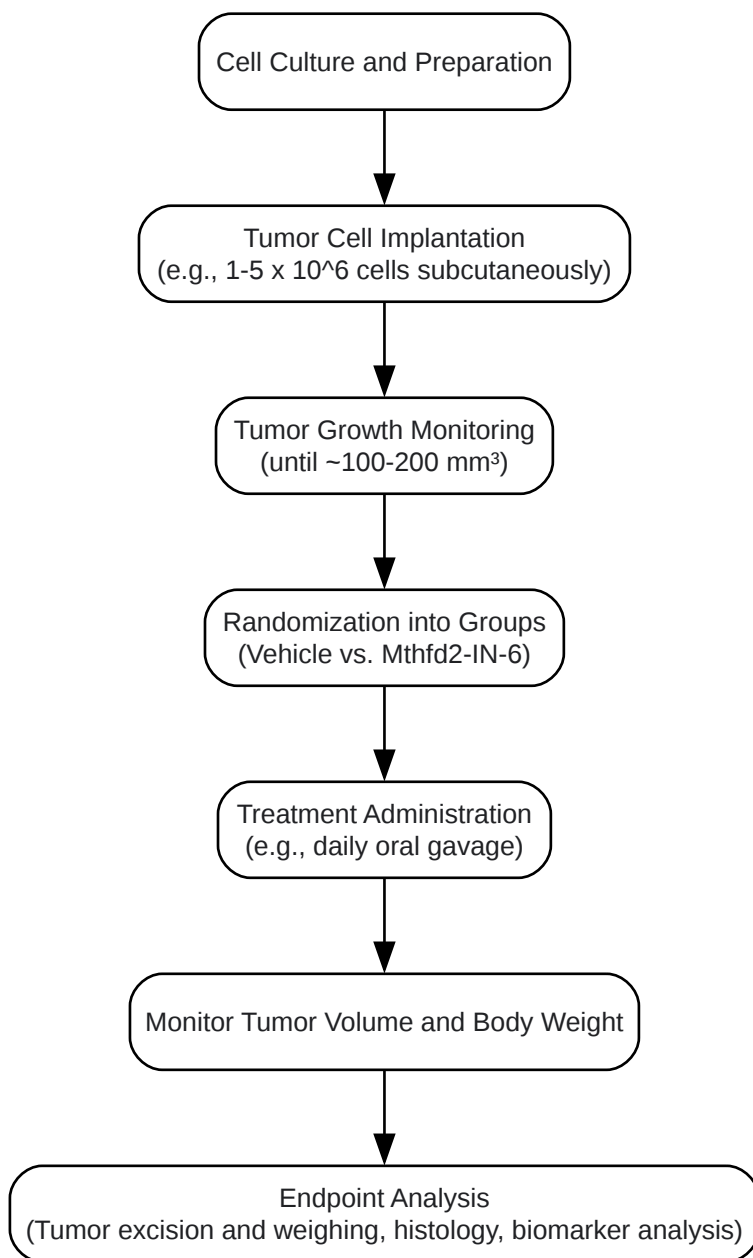 Cell Culture and Preparation
Tumor Cell Implantation
(e.g., 1-5 x 10^6 cells subcutaneously)
Tumor Growth Monitoring
(until ~100-200 mm³)
Randomization into Groups
(Vehicle vs. Mthfd2-IN-6)
Treatment Administration
(e.g., daily oral gavage)
Monitor Tumor Volume and Body Weight
Endpoint Analysis
(Tumor excision and weighing, histology, biomarker analysis)